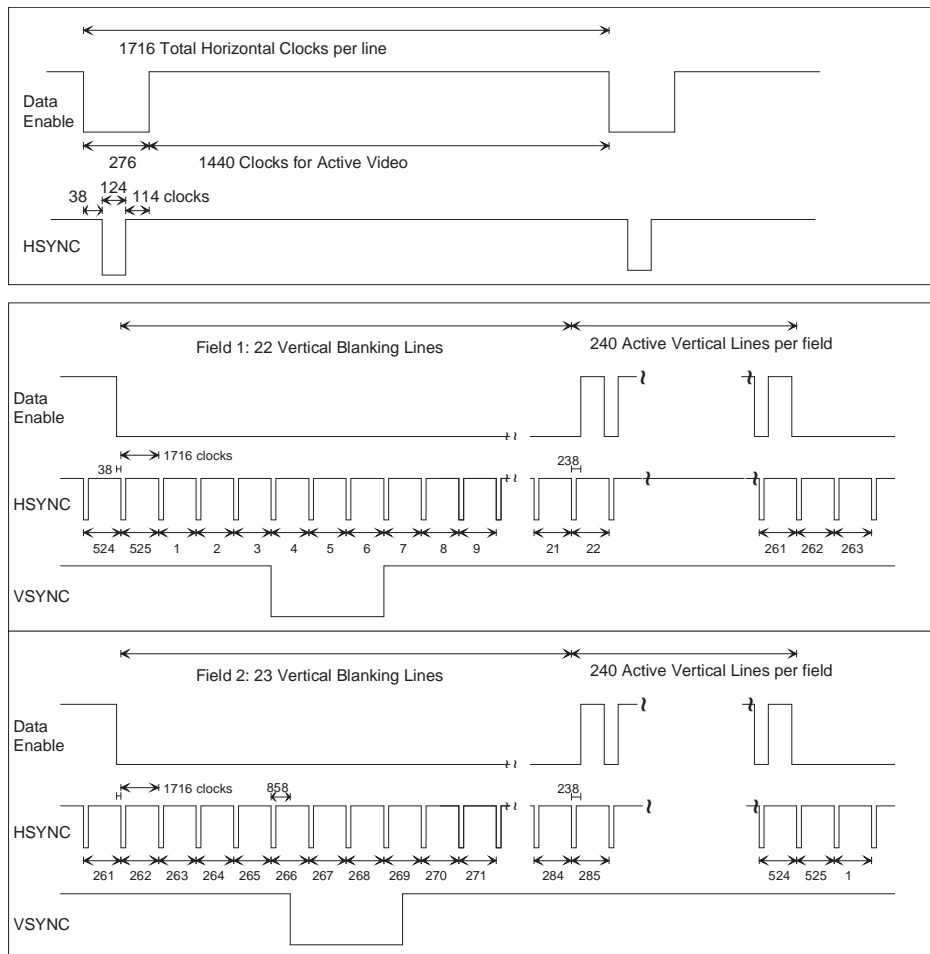 1716 Total Horizontal Clocks per line
Data
Enable
276
1440 Clocks for Active Video
124
38
114 clocks
HSYNC
Field 1: 22 Vertical Blanking Lines
240 Active Vertical Lines per field
Data
Enable
1716 clocks
38
238
HSYNC
524 525 1 2 3 4 5 6 7 8 9 21 22 261 262 263
VSYNC
Field 2: 23 Vertical Blanking Lines
240 Active Vertical Lines per field
Data
Enable
1716 clocks
858
238
HSYNC
261 262 263 264 265 266 267 268 269 270 271 284 285 524 525 1
VSYNC